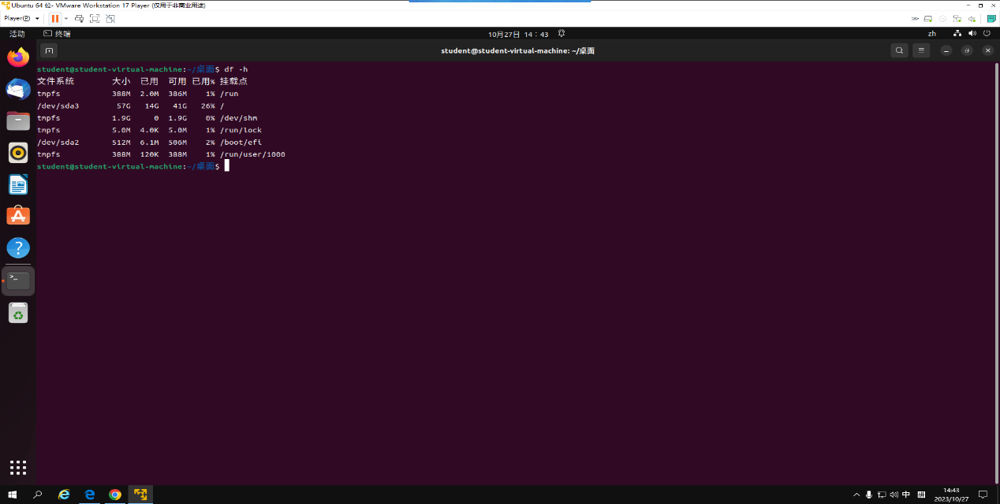 Ubuntu 64 位- VMware Workstation 17 Player (仅用于非商业用途)
Player(P)
活动 终端 10月27日 14：43 zh
student@student-virtual-machine: ~/桌面
student@student-virtual-machine:~/桌面$ df -h
文件系统 大小 已用 可用 已用% 挂载点
tmpfs 388M 2.0M 386M 1% /run
/dev/sda3 57G 14G 41G 26% /
tmpfs 1.9G 0 1.9G 0% /dev/shm
tmpfs 5.0M 4.0K 5.0M 1% /run/lock
/dev/sda2 512M 6.1M 506M 2% /boot/efi
tmpfs 388M 120K 388M 1% /run/user/1000
student@student-virtual-machine:~/桌面$
中 14:43
2023/10/27